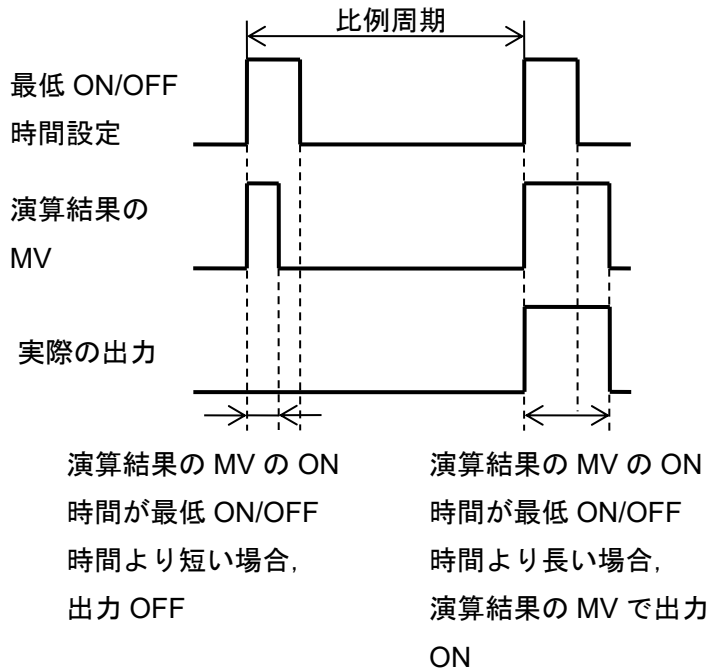 比例周期
最低 ON/OFF
時間設定
演算結果の
MV
実際の出力
演算結果の MV の ON
時間が最低 ON/OFF
時間より短い場合,
出力 OFF
演算結果の MV の ON
時間が最低 ON/OFF
時間より長い場合,
演算結果の MV で出力
ON